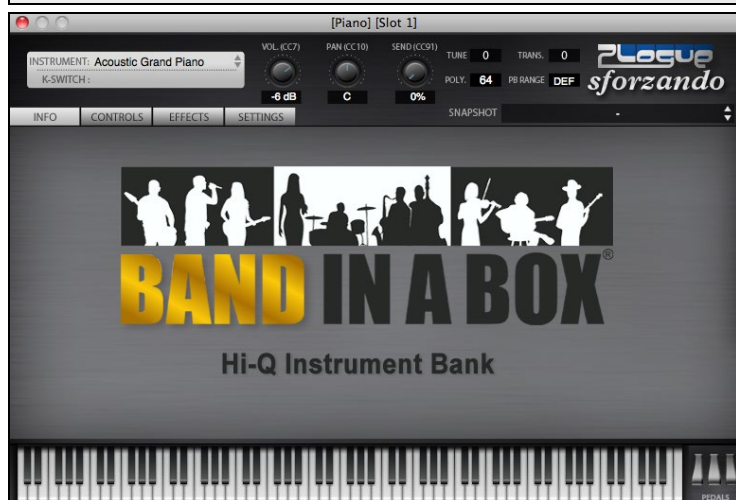 [Piano] [Slot 1]
INSTRUMENT: Acoustic Grand Piano
K-SWITCH :
VOL. (CC7) PAN (CC10) SEND (CC91)
-6 dB C 0%
TUNE 0 TRANS. 0
POLY. 64 PB RANGE DEF
PLOGUE
sforzando
INFO CONTROLS EFFECTS SETTINGS
SNAPSHOT -
BAND IN A BOX®
Hi-Q Instrument Bank
PEDALS